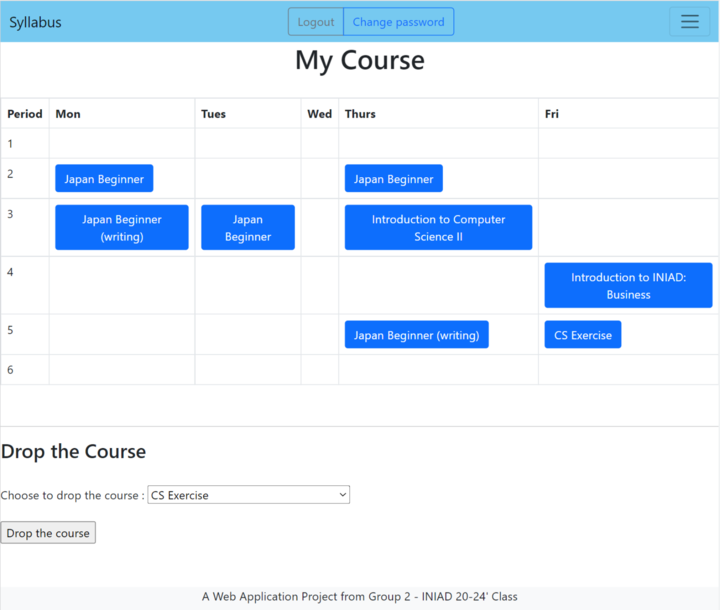 Syllabus
Logout Change password
My Course
Period Mon Tues Wed Thurs Fri
1
2 Japan Beginner Japan Beginner
3 Japan Beginner Japan Introduction to Computer
(writing) Beginner Science II
4 Introduction to INIAD:
Business
5 Japan Beginner (writing) CS Exercise
6
Drop the Course
Choose to drop the course : CS Exercise
Drop the course
A Web Application Project from Group 2 - INIAD 20-24' Class